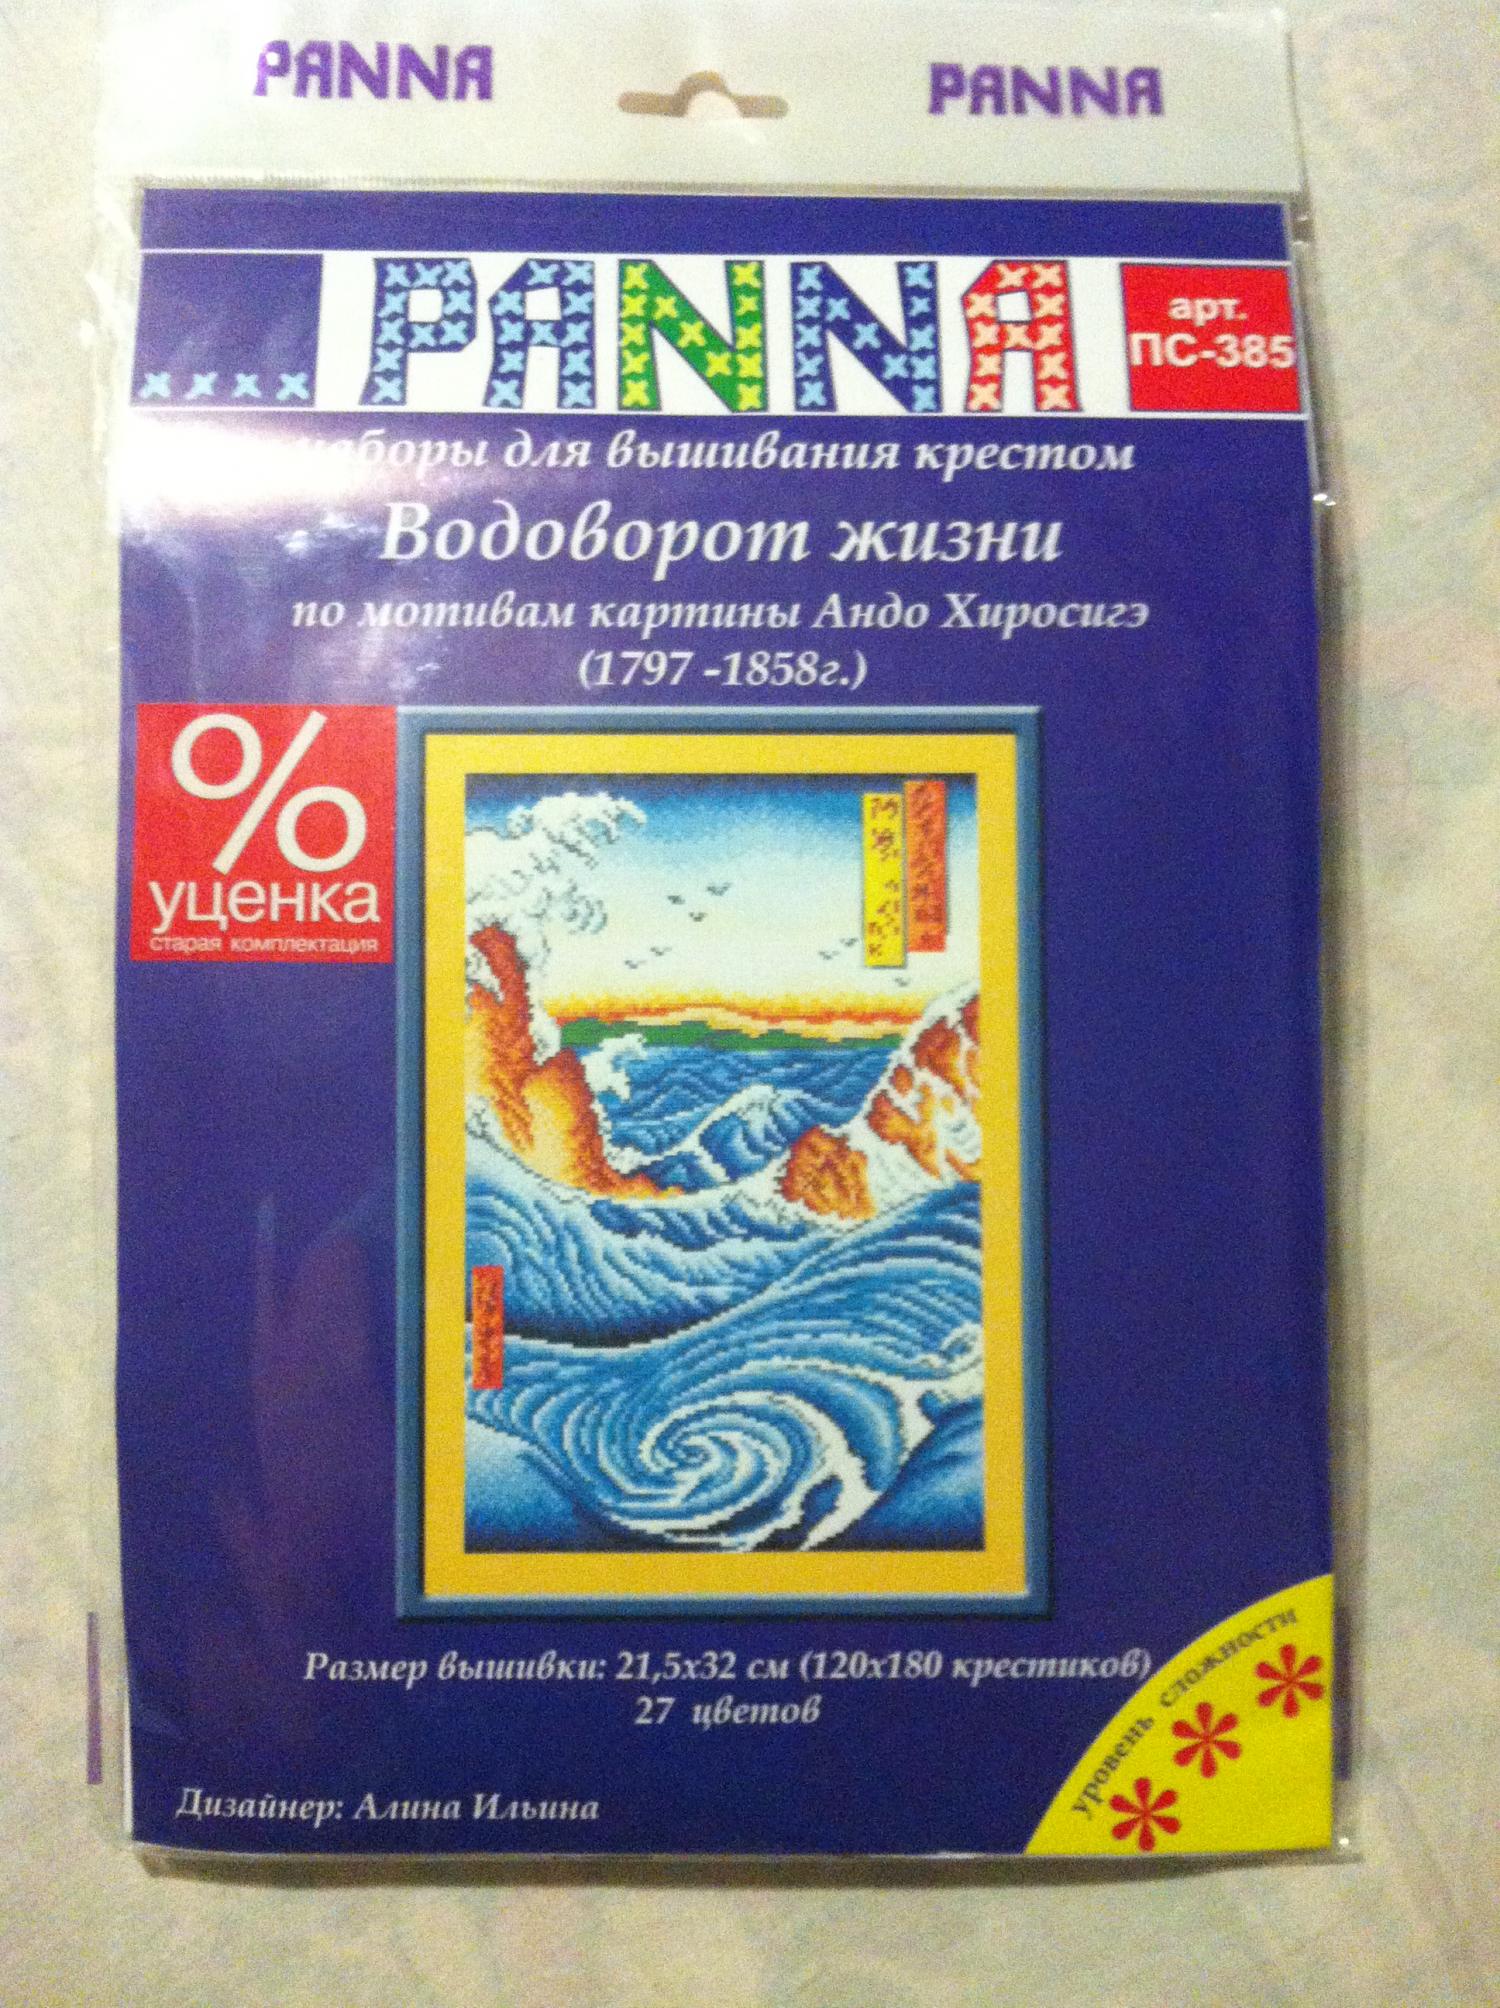 PANNA PANNA
PANNA
арт.
ПС-385
наборы для вышивания крестом
Водоворот жизни
по мотивам картины Андо Хиросигэ
(1797 -1858г.)
%
уценка
старая комплектация
Размер вышивки: 21,5х32 см (120х180 крестиков)
27 цветов
Дизайнер: Алина Ильина
уровень сложности